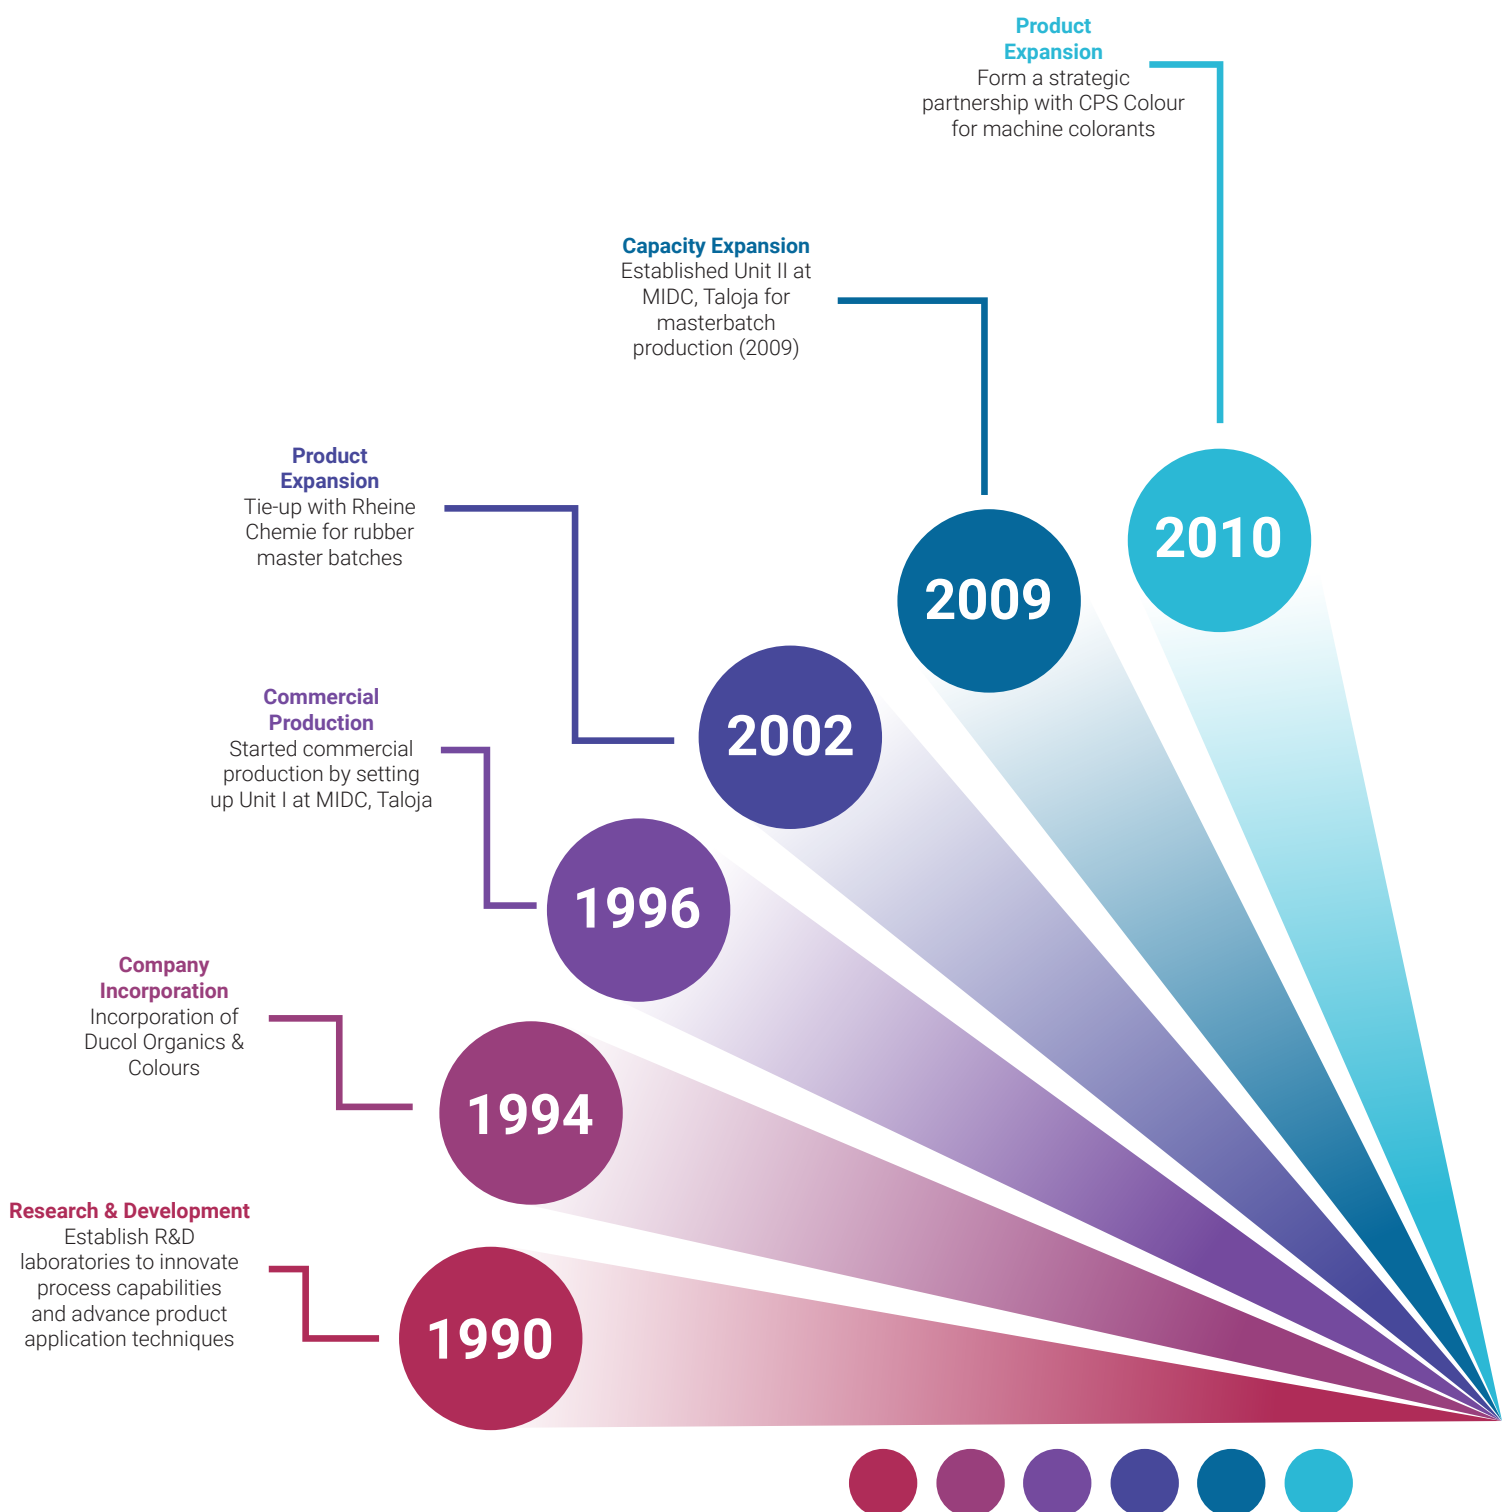 Product
Expansion
Form a strategic
partnership with CPS Colour
for machine colorants
2010
Capacity Expansion
Established Unit II at
MIDC, Taloja for
masterbatch
production (2009)
2009
Product
Expansion
Tie-up with Rheine
Chemie for rubber
master batches
2002
Commercial
Production
Started commercial
production by setting
up Unit I at MIDC, Taloja
1996
Company
Incorporation
Incorporation of
Ducol Organics &
Colours
1994
Research & Development
Establish R&D
laboratories to innovate
process capabilities
and advance product
application techniques
1990